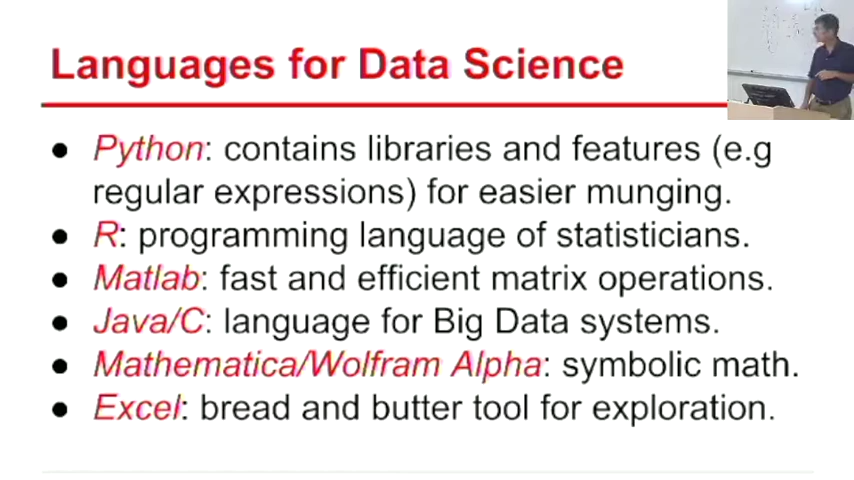 Languages for Data Science
● Python: contains libraries and features (e.g
regular expressions) for easier munging.
● R: programming language of statisticians.
● Matlab: fast and efficient matrix operations.
● Java/C: language for Big Data systems.
● Mathematica/Wolfram Alpha: symbolic math.
● Excel: bread and butter tool for exploration.